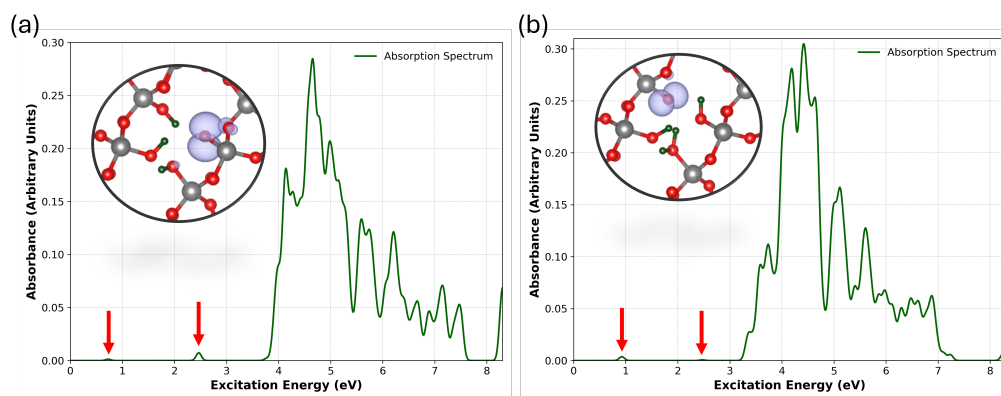 (a)
0.30
0.25
0.20
0.15
0.10
0.05
0.00
Absorbance (Arbitrary Units)
Absorption Spectrum
0 1 2 3 4 5 6 7 8
Excitation Energy (eV)
(b)
0.30
0.25
0.20
0.15
0.10
0.05
0.00
Absorbance (Arbitrary Units)
Absorption Spectrum
0 1 2 3 4 5 6 7 8
Excitation Energy (eV)